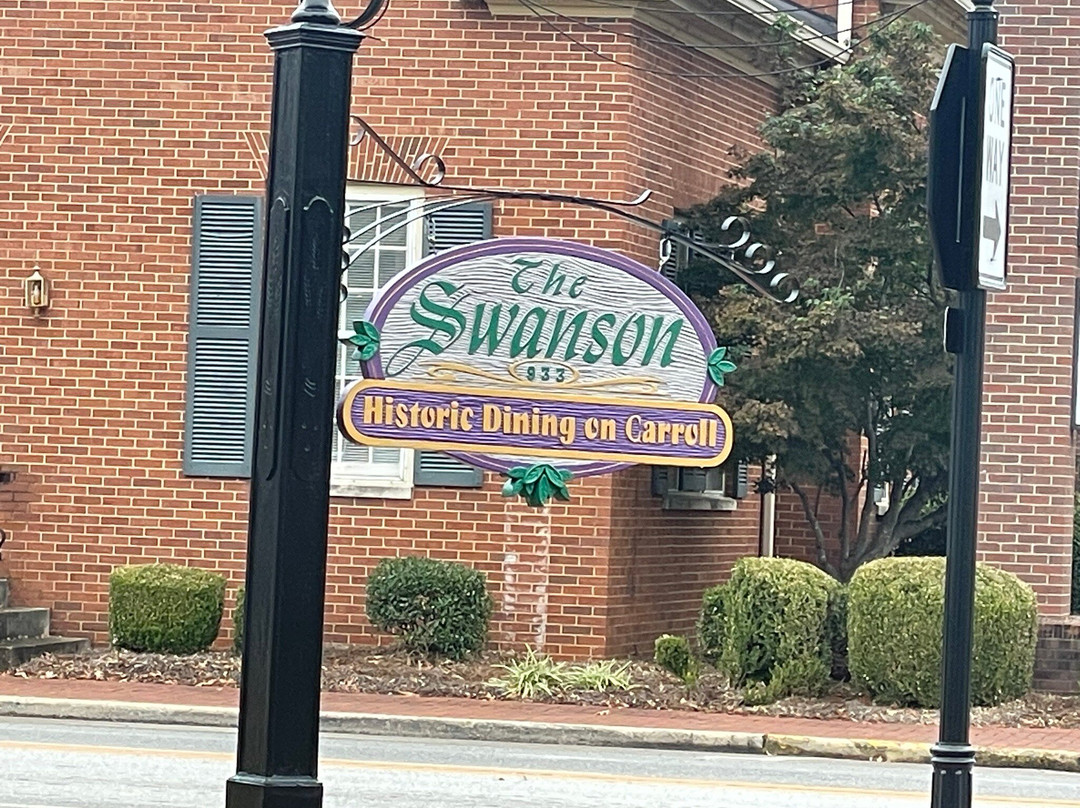 The
Swanson
933
Historic Dining on Carroll
ONE
WAY